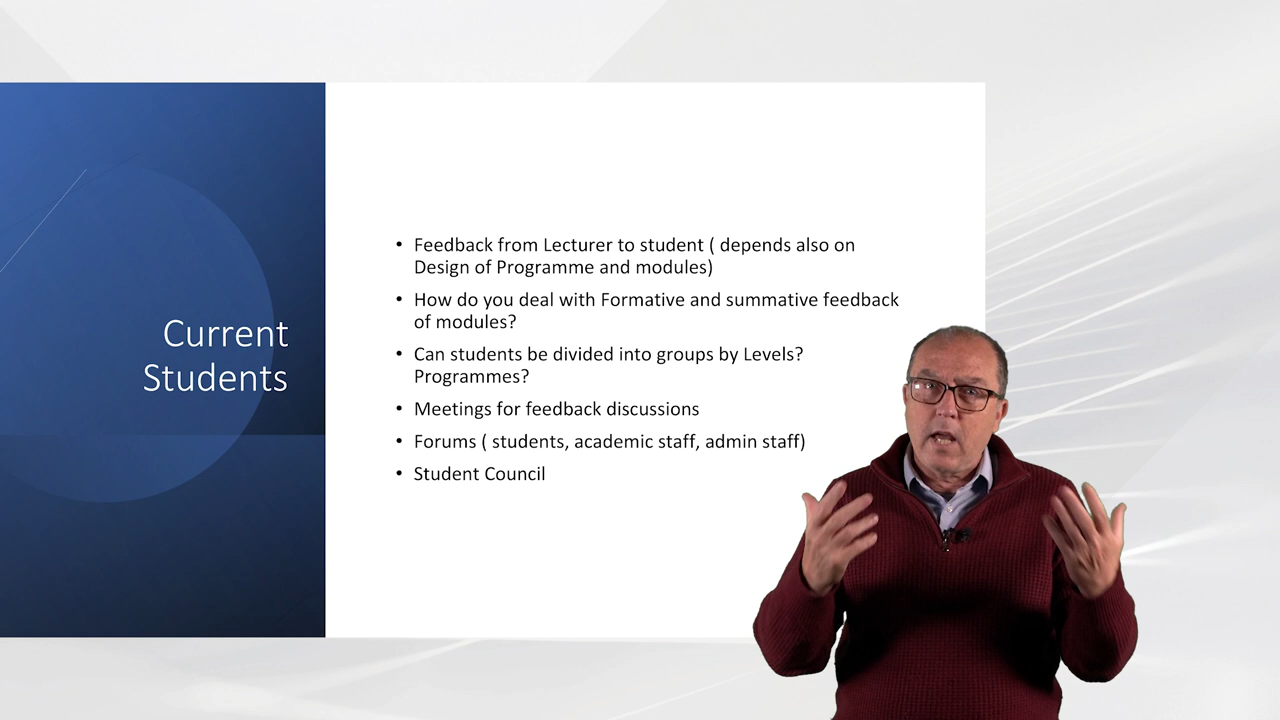 Current
Students
• Feedback from Lecturer to student ( depends also on
Design of Programme and modules)
• How do you deal with Formative and summative feedback
of modules?
• Can students be divided into groups by Levels?
Programmes?
• Meetings for feedback discussions
• Forums ( students, academic staff, admin staff)
• Student Council